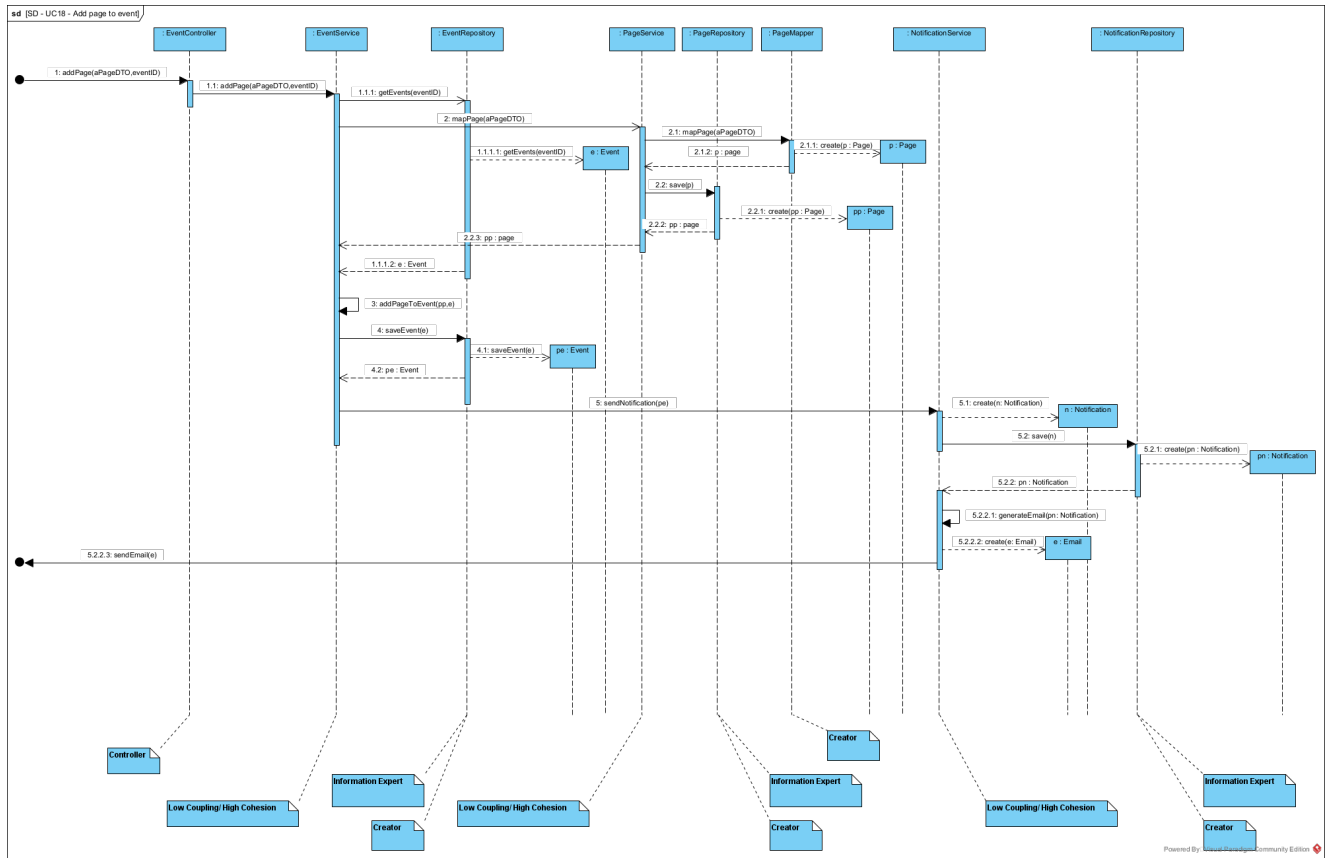 sd [SD - UC18 - Add page to event]
: EventController
: EventService
: EventRepository
: PageService
: PageRepository
: PageMapper
: NotificationService
: NotificationRepository
1: addPage(aPageDTO,eventID)
1.1: addPage(aPageDTO,eventID)
1.1.1: getEvents(eventID)
2: mapPage(aPageDTO)
2.1: mapPage(aPageDTO)
2.1.1: create(p : Page)
p : Page
1.1.1.1: getEvents(eventID)
e : Event
2.1.2: p : page
2.2: save(p)
2.2.1: create(pp : Page)
pp : Page
2.2.2: pp : page
2.2.3: pp : page
1.1.1.2: e : Event
3: addPageToEvent(pp,e)
4: saveEvent(e)
4.1: saveEvent(e)
pe : Event
4.2: pe : Event
5: sendNotification(pe)
5.1: create(n: Notification)
n : Notification
5.2: save(n)
5.2.1: create(pn : Notification)
pn : Notification
5.2.2: pn : Notification
5.2.2.1: generateEmail(pn: Notification)
5.2.2.2: create(e: Email)
e : Email
5.2.2.3: sendEmail(e)
Creator
Controller
Information Expert
Information Expert
Information Expert
Low Coupling/ High Cohesion
Low Coupling/ High Cohesion
Low Coupling/ High Cohesion
Creator
Creator
Creator
Powered By: Visual Paradigm Community Edition